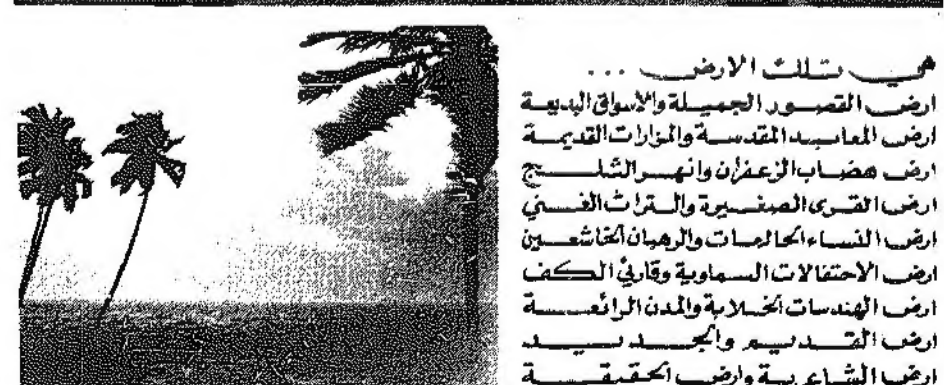 هي تلك الارض ...
ارض القصور الجميلة والاسواق البديعة
ارض المعابد المقدسة والمزارات القديمة
ارض هضاب الزعفران وانهر الثلج
ارض القرى الصغيرة والتراث الغني
ارض النساء الحالمات والرهبان الخاشعين
ارض الاحتفالات السماوية وقارئي الكف
ارض الهندسات الخلابة والمدن الرائعة
ارض القديم والجديد
ارض الشاعرية وارض الحقيقة